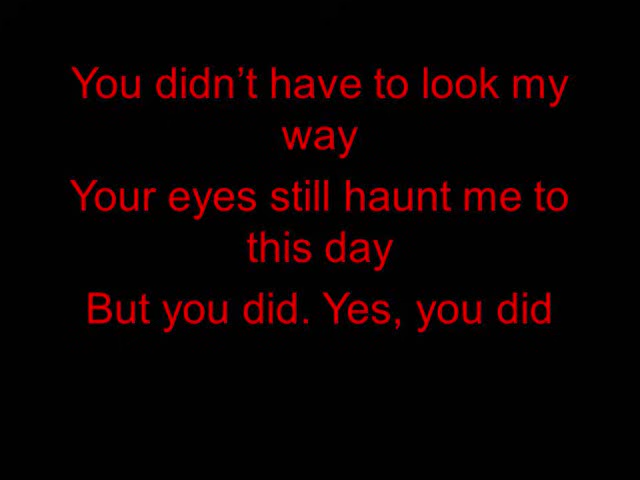 You didn’t have to look my
way
Your eyes still haunt me to
this day
But you did. Yes, you did